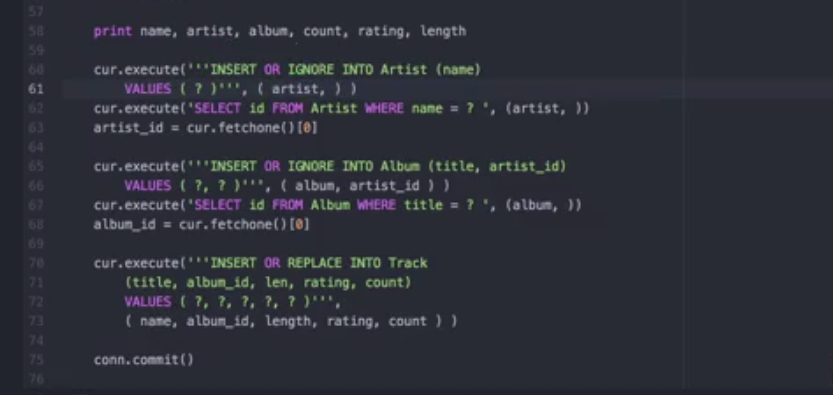 57
58 print name, artist, album, count, rating, length
59
60 cur.execute('''INSERT OR IGNORE INTO Artist (name)
61 VALUES ( ? )''', ( artist, ) )
62 cur.execute('SELECT id FROM Artist WHERE name = ? ', (artist, ))
63 artist_id = cur.fetchone()[0]
64
65 cur.execute('''INSERT OR IGNORE INTO Album (title, artist_id)
66 VALUES ( ?, ? )''', ( album, artist_id ) )
67 cur.execute('SELECT id FROM Album WHERE title = ? ', (album, ))
68 album_id = cur.fetchone()[0]
69
70 cur.execute('''INSERT OR REPLACE INTO Track
71 (title, album_id, len, rating, count)
72 VALUES ( ?, ?, ?, ?, ? )''',
73 ( name, album_id, length, rating, count ) )
74
75 conn.commit()
76